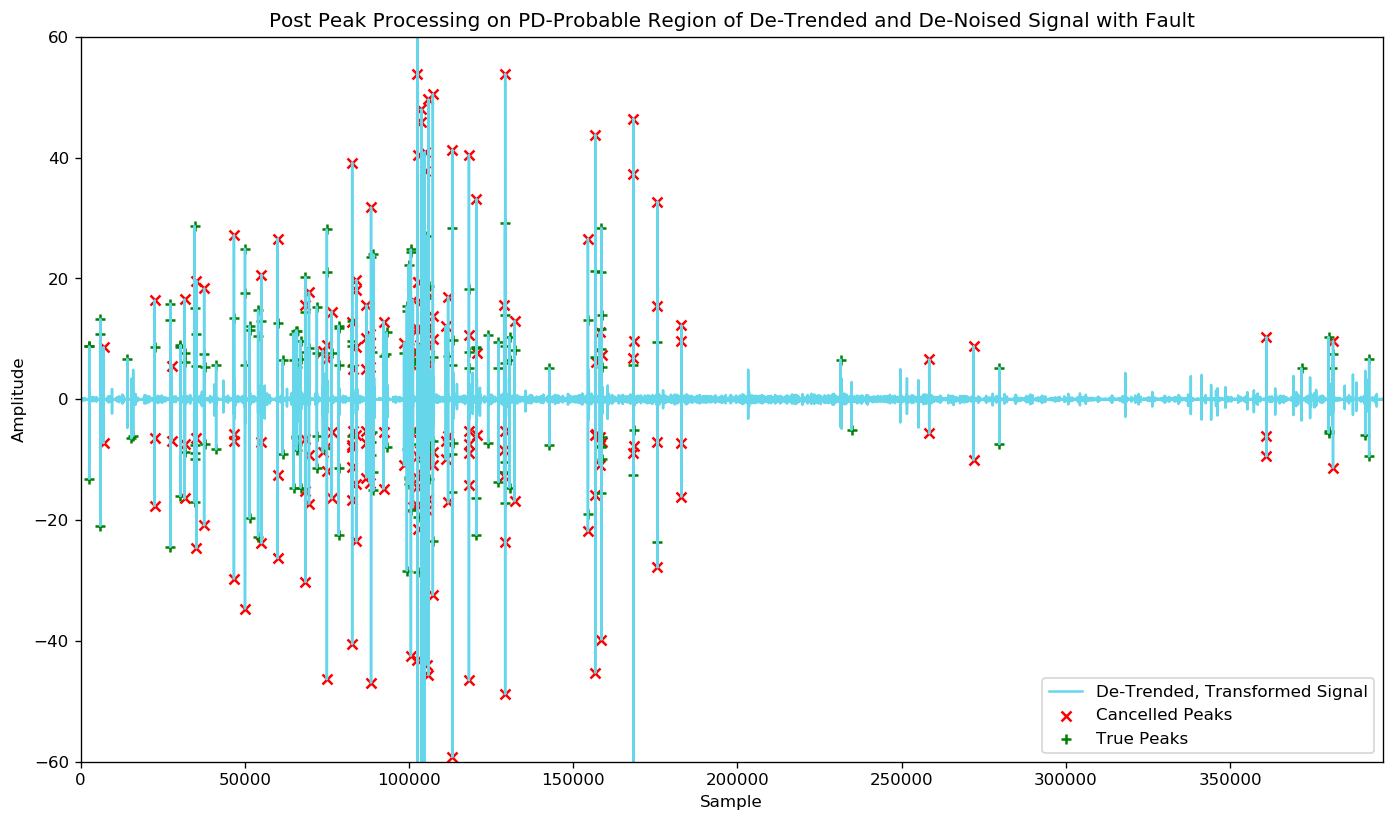 Post Peak Processing on PD-Probable Region of De-Trended and De-Noised Signal with Fault
60
40
20
0
−20
−40
−60
Amplitude
0 50000 100000 150000 200000 250000 300000 350000
Sample
De-Trended, Transformed Signal
Cancelled Peaks
True Peaks